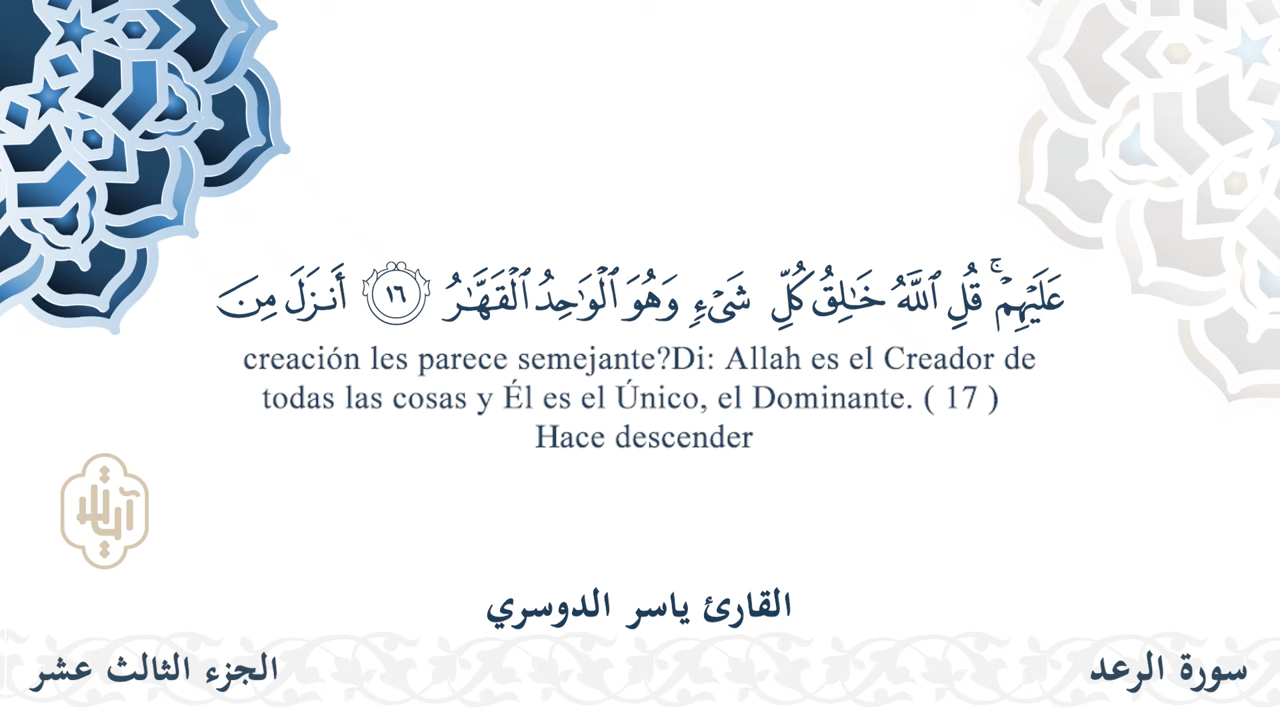 عَلَيْهِمْۚ قُلِ ٱللَّهُ خَٰلِقُ كُلِّ شَىْءٍ وَهُوَ ٱلْوَٰحِدُ ٱلْقَهَّٰرُ ١٦ أَنزَلَ مِنَ
creación les parece semejante?Di: Allah es el Creador de
todas las cosas y Él es el Único, el Dominante. ( 17 )
Hace descender
القارئ ياسر الدوسري
سورة الرعد
الجزء الثالث عشر